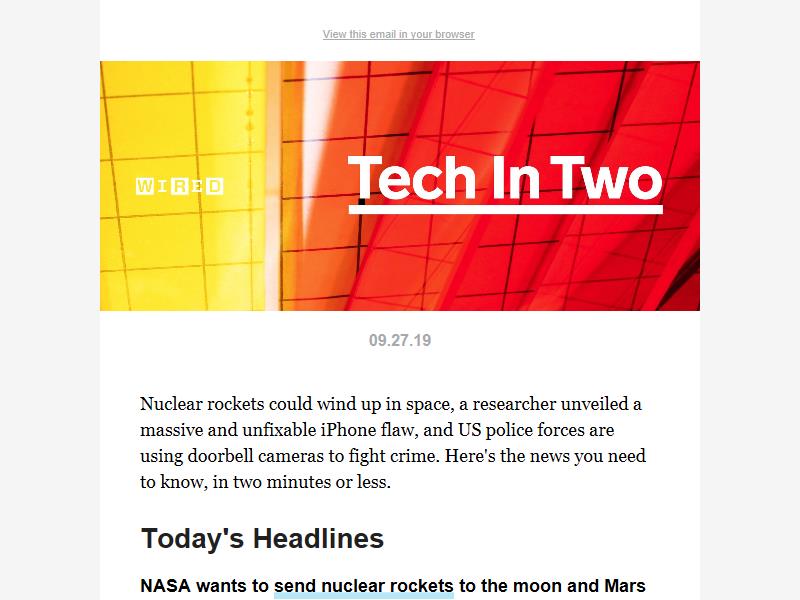 View this email in your browser
WIRED
Tech In Two
09.27.19
Nuclear rockets could wind up in space, a researcher unveiled a
massive and unfixable iPhone flaw, and US police forces are
using doorbell cameras to fight crime. Here's the news you need
to know, in two minutes or less.
Today's Headlines
NASA wants to send nuclear rockets to the moon and Mars